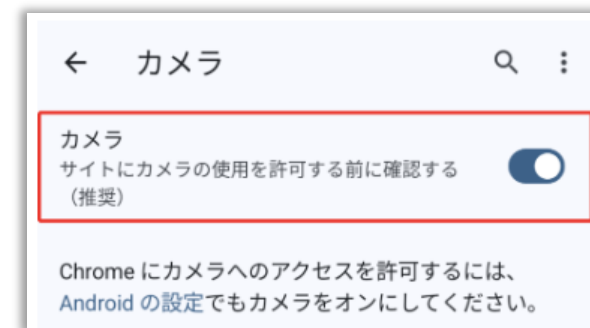 カメラ
カメラ
サイトにカメラの使用を許可する前に確認する
（推奨）
Chrome にカメラへのアクセスを許可するには、
Android の設定でもカメラをオンにしてください。